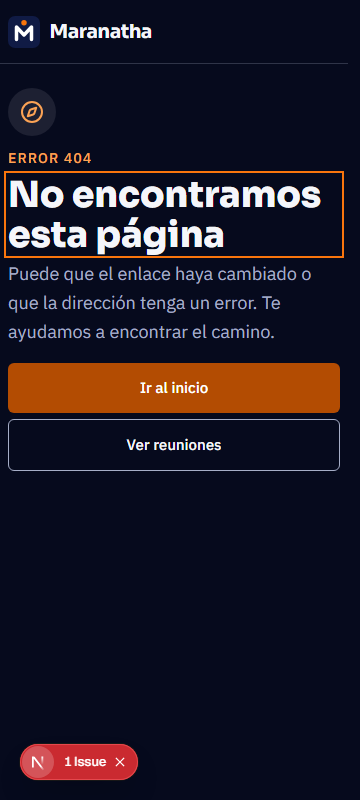 Maranatha
ERROR 404
No encontramos
esta página
Puede que el enlace haya cambiado o
que la dirección tenga un error. Te
ayudamos a encontrar el camino.
Ir al inicio
Ver reuniones
N 1 Issue